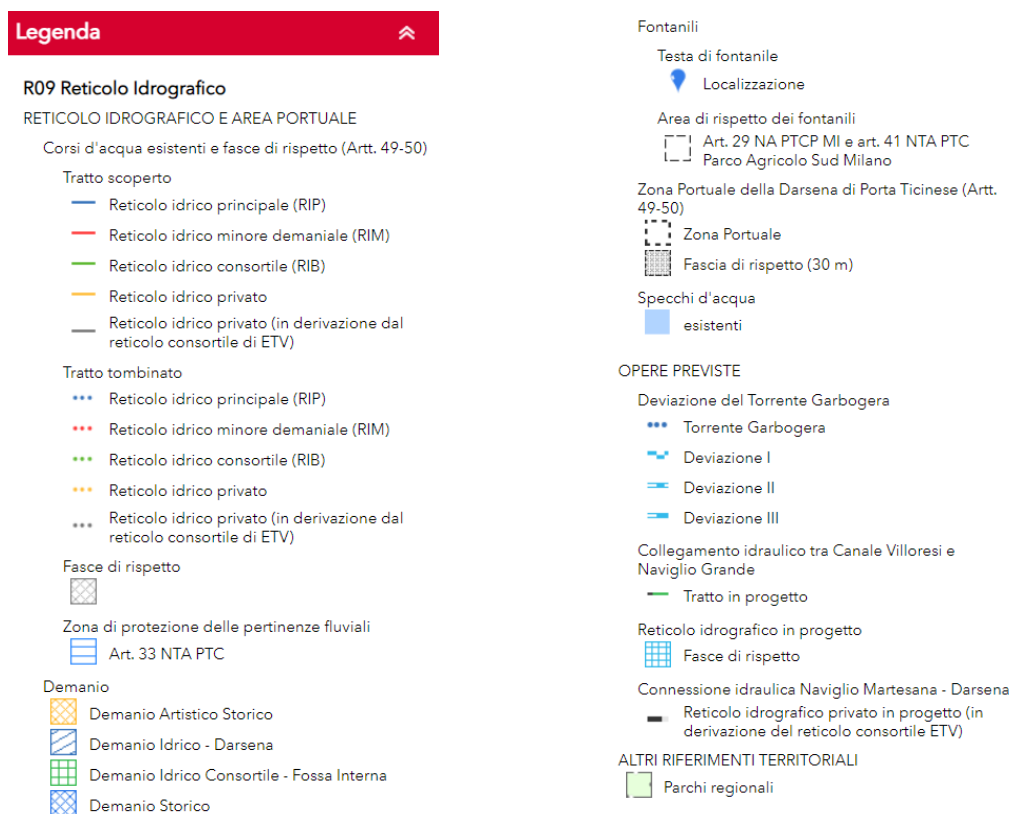 Legenda
R09 Reticolo Idrografico
RETICOLO IDROGRAFICO E AREA PORTUALE
Corsi d'acqua esistenti e fasce di rispetto (Artt. 49-50)
Tratto scoperto
Reticolo idrico principale (RIP)
Reticolo idrico minore demaniale (RIM)
Reticolo idrico consortile (RIB)
Reticolo idrico privato
Reticolo idrico privato (in derivazione dal
reticolo consortile di ETV)
Tratto tombinato
Reticolo idrico principale (RIP)
Reticolo idrico minore demaniale (RIM)
Reticolo idrico consortile (RIB)
Reticolo idrico privato
Reticolo idrico privato (in derivazione dal
reticolo consortile di ETV)
Fasce di rispetto
Zona di protezione delle pertinenze fluviali
Art. 33 NTA PTC
Demanio
Demanio Artistico Storico
Demanio Idrico - Darsena
Demanio Idrico Consortile - Fossa Interna
Demanio Storico
Fontanili
Testa di fontanile
Localizzazione
Area di rispetto dei fontanili
Art. 29 NA PTCP MI e art. 41 NTA PTC
Parco Agricolo Sud Milano
Zona Portuale della Darsena di Porta Ticinese (Artt.
49-50)
Zona Portuale
Fascia di rispetto (30 m)
Specchi d'acqua
esistenti
OPERE PREVISTE
Deviazione del Torrente Garbogera
Torrente Garbogera
Deviazione I
Deviazione II
Deviazione III
Collegamento idraulico tra Canale Villoresi e
Naviglio Grande
Tratto in progetto
Reticolo idrografico in progetto
Fasce di rispetto
Connessione idraulica Naviglio Martesana - Darsena
Reticolo idrografico privato in progetto (in
derivazione del reticolo consortile ETV)
ALTRI RIFERIMENTI TERRITORIALI
Parchi regionali